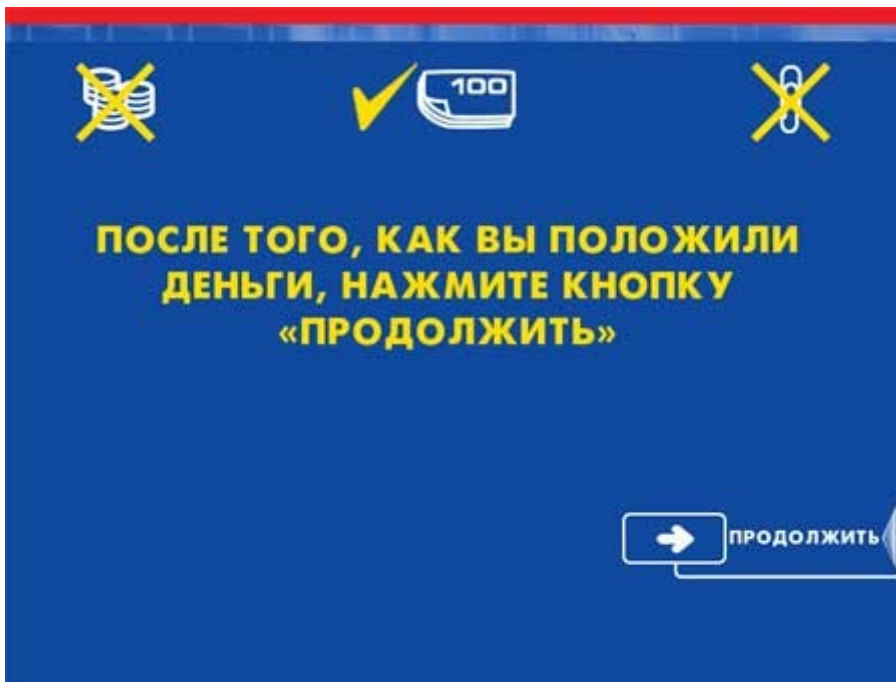 100
ПОСЛЕ ТОГО, КАК ВЫ ПОЛОЖИЛИ
ДЕНЬГИ, НАЖМИТЕ КНОПКУ
«ПРОДОЛЖИТЬ»
ПРОДОЛЖИТЬ